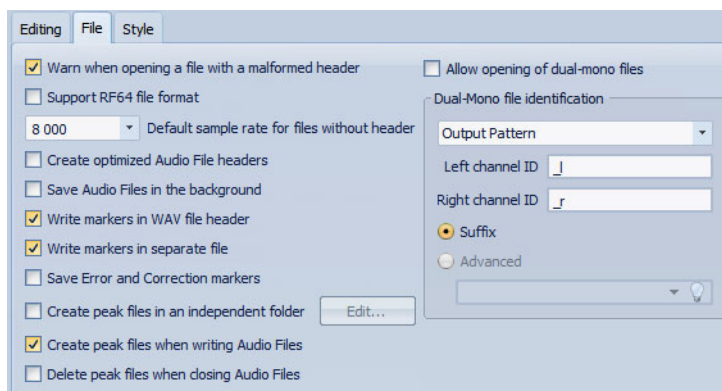 Editing File Style
Warn when opening a file with a malformed header
Support RF64 file format
8 000 Default sample rate for files without header
Create optimized Audio File headers
Save Audio Files in the background
Write markers in WAV file header
Write markers in separate file
Save Error and Correction markers
Create peak files in an independent folder Edit...
Create peak files when writing Audio Files
Delete peak files when closing Audio Files
Allow opening of dual-mono files
Dual-Mono file identification
Output Pattern
Left channel ID _l
Right channel ID _r
Suffix
Advanced